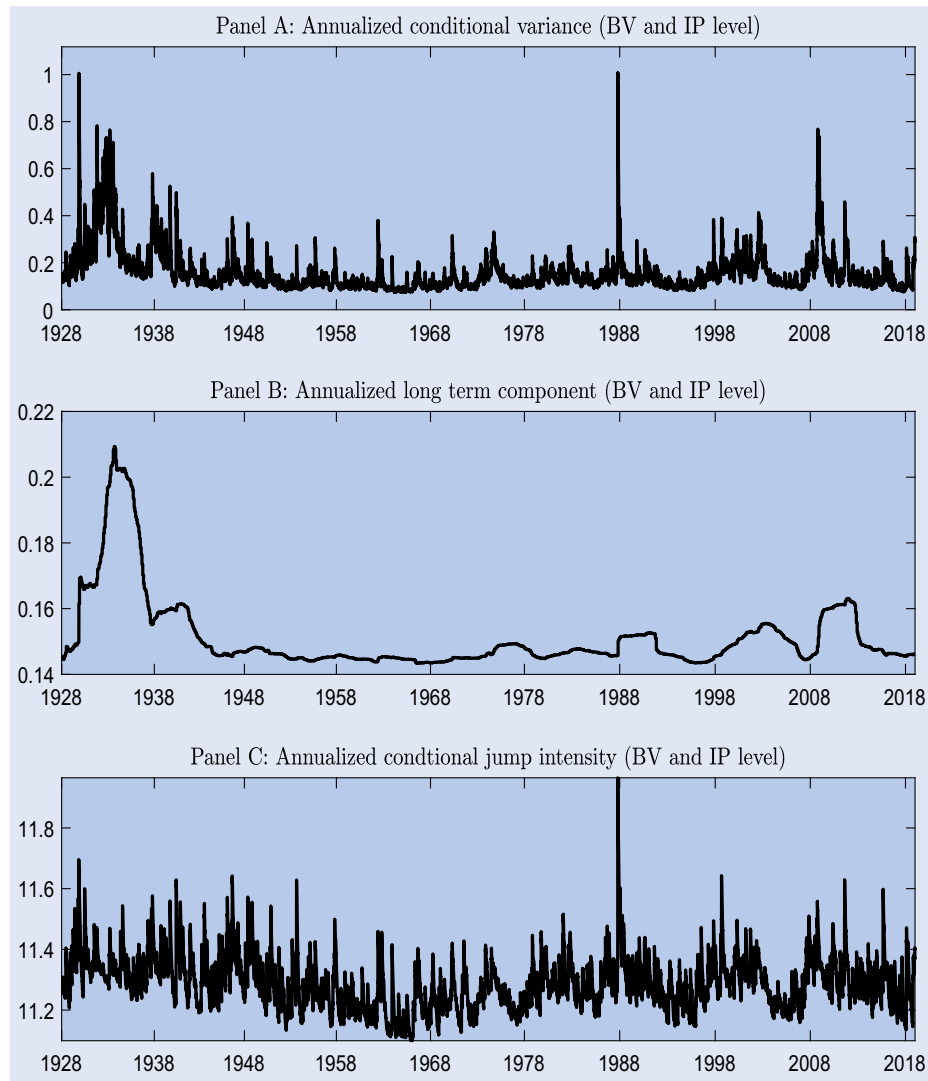 Panel A: Annualized conditional variance (BV and IP level)
1
0.8
0.6
0.4
0.2
0
1928 1938 1948 1958 1968 1978 1988 1998 2008 2018
Panel B: Annualized long term component (BV and IP level)
0.22
0.2
0.18
0.16
0.14
1928 1938 1948 1958 1968 1978 1988 1998 2008 2018
Panel C: Annualized condtional jump intensity (BV and IP level)
11.8
11.6
11.4
11.2
1928 1938 1948 1958 1968 1978 1988 1998 2008 2018